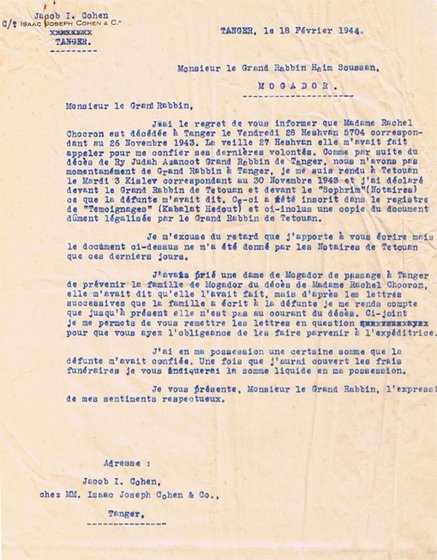 Jacob I. Cohen
C/º ISAAC JOSEPH COHEN & Cº
TANGER.
TANGER, le 18 Février 1944.
Monsieur le Grand Rabbin Haim Soussan,
MOGADOR.
Monsieur le Grand Rabbin,
J'ai le regret de vous informer que Madame Rachel
Chocron est décédée à Tanger le Vendredi 28 Heshvan 5704 correspon-
dant au 26 Novembre 1943. La veille 27 Heshvan elle m'avait fait
appeler pour me confier ses dernières volontés. Comme par suite du
décès de Ry Judah Azancot Grand Rabbin de Tanger, nous n'avons pas
momentanément de Grand Rabbin à Tanger, je me suis rendu à Tetouan
le Mardi 3 Kislev correspondant au 30 Novembre 1943 et j'ai déclaré
devant le Grand Rabbin de Tetouan et devant le "Sophrim"(Notaires)
ce que la défunte m'avait dit. Ce-ci a été inscrit dans le registre
de "Temoignages" (Kabalat Hedout) et ci-inlus une copie du document
dûment légalisée par le Grand Rabbin de Tetouan.
Je m'excuse du retard que j'apporte à vous écrire mais
le document ci-dessus ne m'a été donné par les Notaires de Tetouan
que ces derniers jours.
J'avais prié une dame de Mogador de passage à Tanger
de prévenir la famille de Mogador du décès de Madame Rachel Chocron,
elle m'avait dit qu'elle l'avait fait, mais d'après les lettres
successives que la famille a écrit à la défunte je me rends compte
que jusqu'à présent elle n'est pas au courant du décès. Ci-joint
je me permets de vous remettre les lettres en question
pour que vous ayez l'obligeance de les faire parvenir à l'expéditrice.
J'ai en ma possession une certaine somme que la
défunte m'avait confiée. Une fois que j'aurai couvert les frais
funéraires je vous indiquerai la somme liquide en ma possession.
Je vous présente, Monsieur le Grand Rabbin, l'expressi
de mes sentiments respectueux.
Adresse :
Jacob I. Cohen,
chez MM. Isaac Joseph Cohen & Co.,
Tanger.